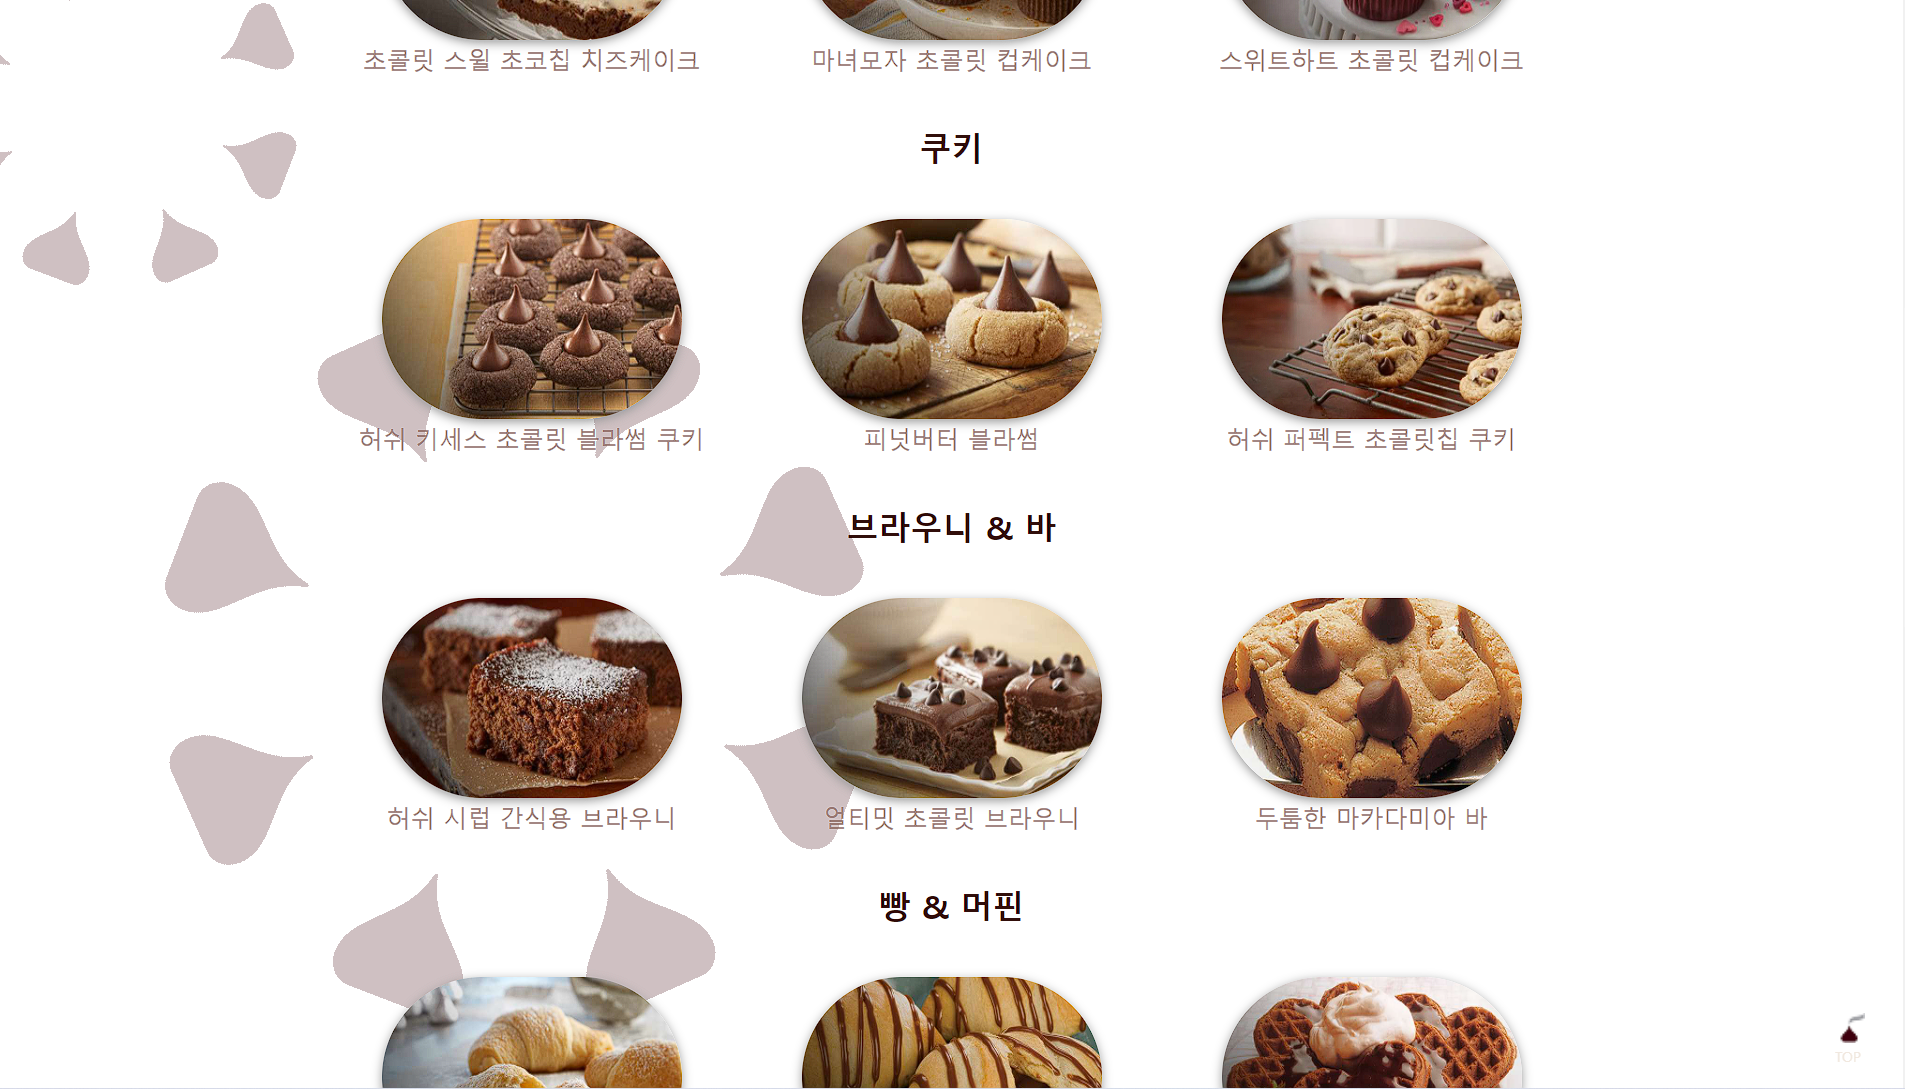 초콜릿 스윌 초코칩 치즈케이크
마녀모자 초콜릿 컵케이크
스위트하트 초콜릿 컵케이크
쿠키
허쉬 키세스 초콜릿 블라썸 쿠키
피넛버터 블라썸
허쉬 퍼펙트 초콜릿칩 쿠키
브라우니 & 바
허쉬 시럽 간식용 브라우니
얼티밋 초콜릿 브라우니
두툼한 마카다미아 바
빵 & 머핀
TOP